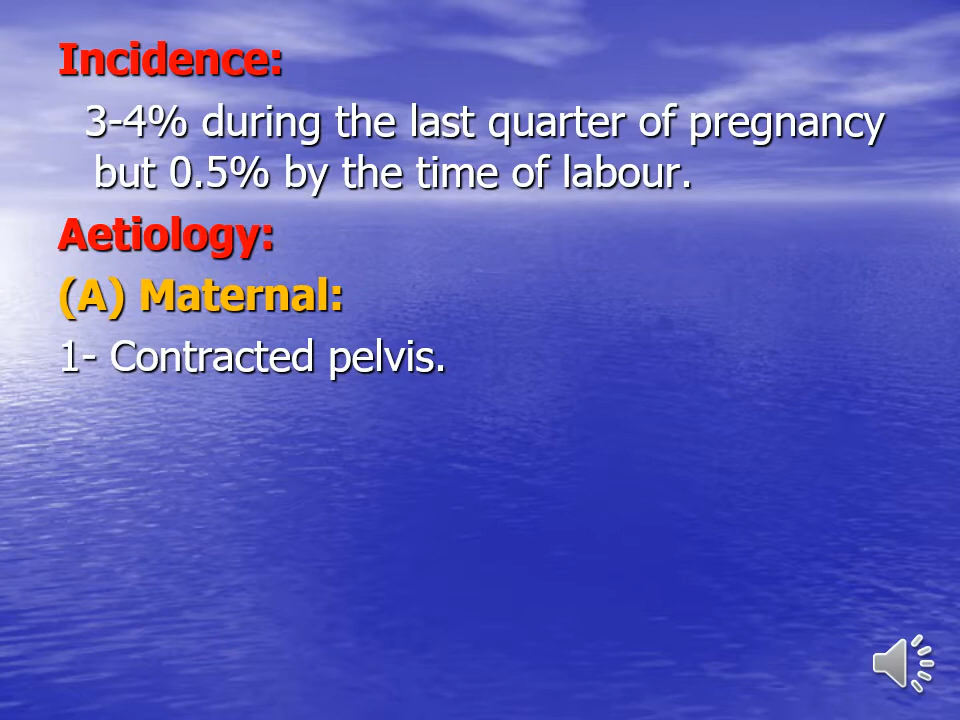 Incidence:
3-4% during the last quarter of pregnancy
but 0.5% by the time of labour.
Aetiology:
(A) Maternal:
1- Contracted pelvis.